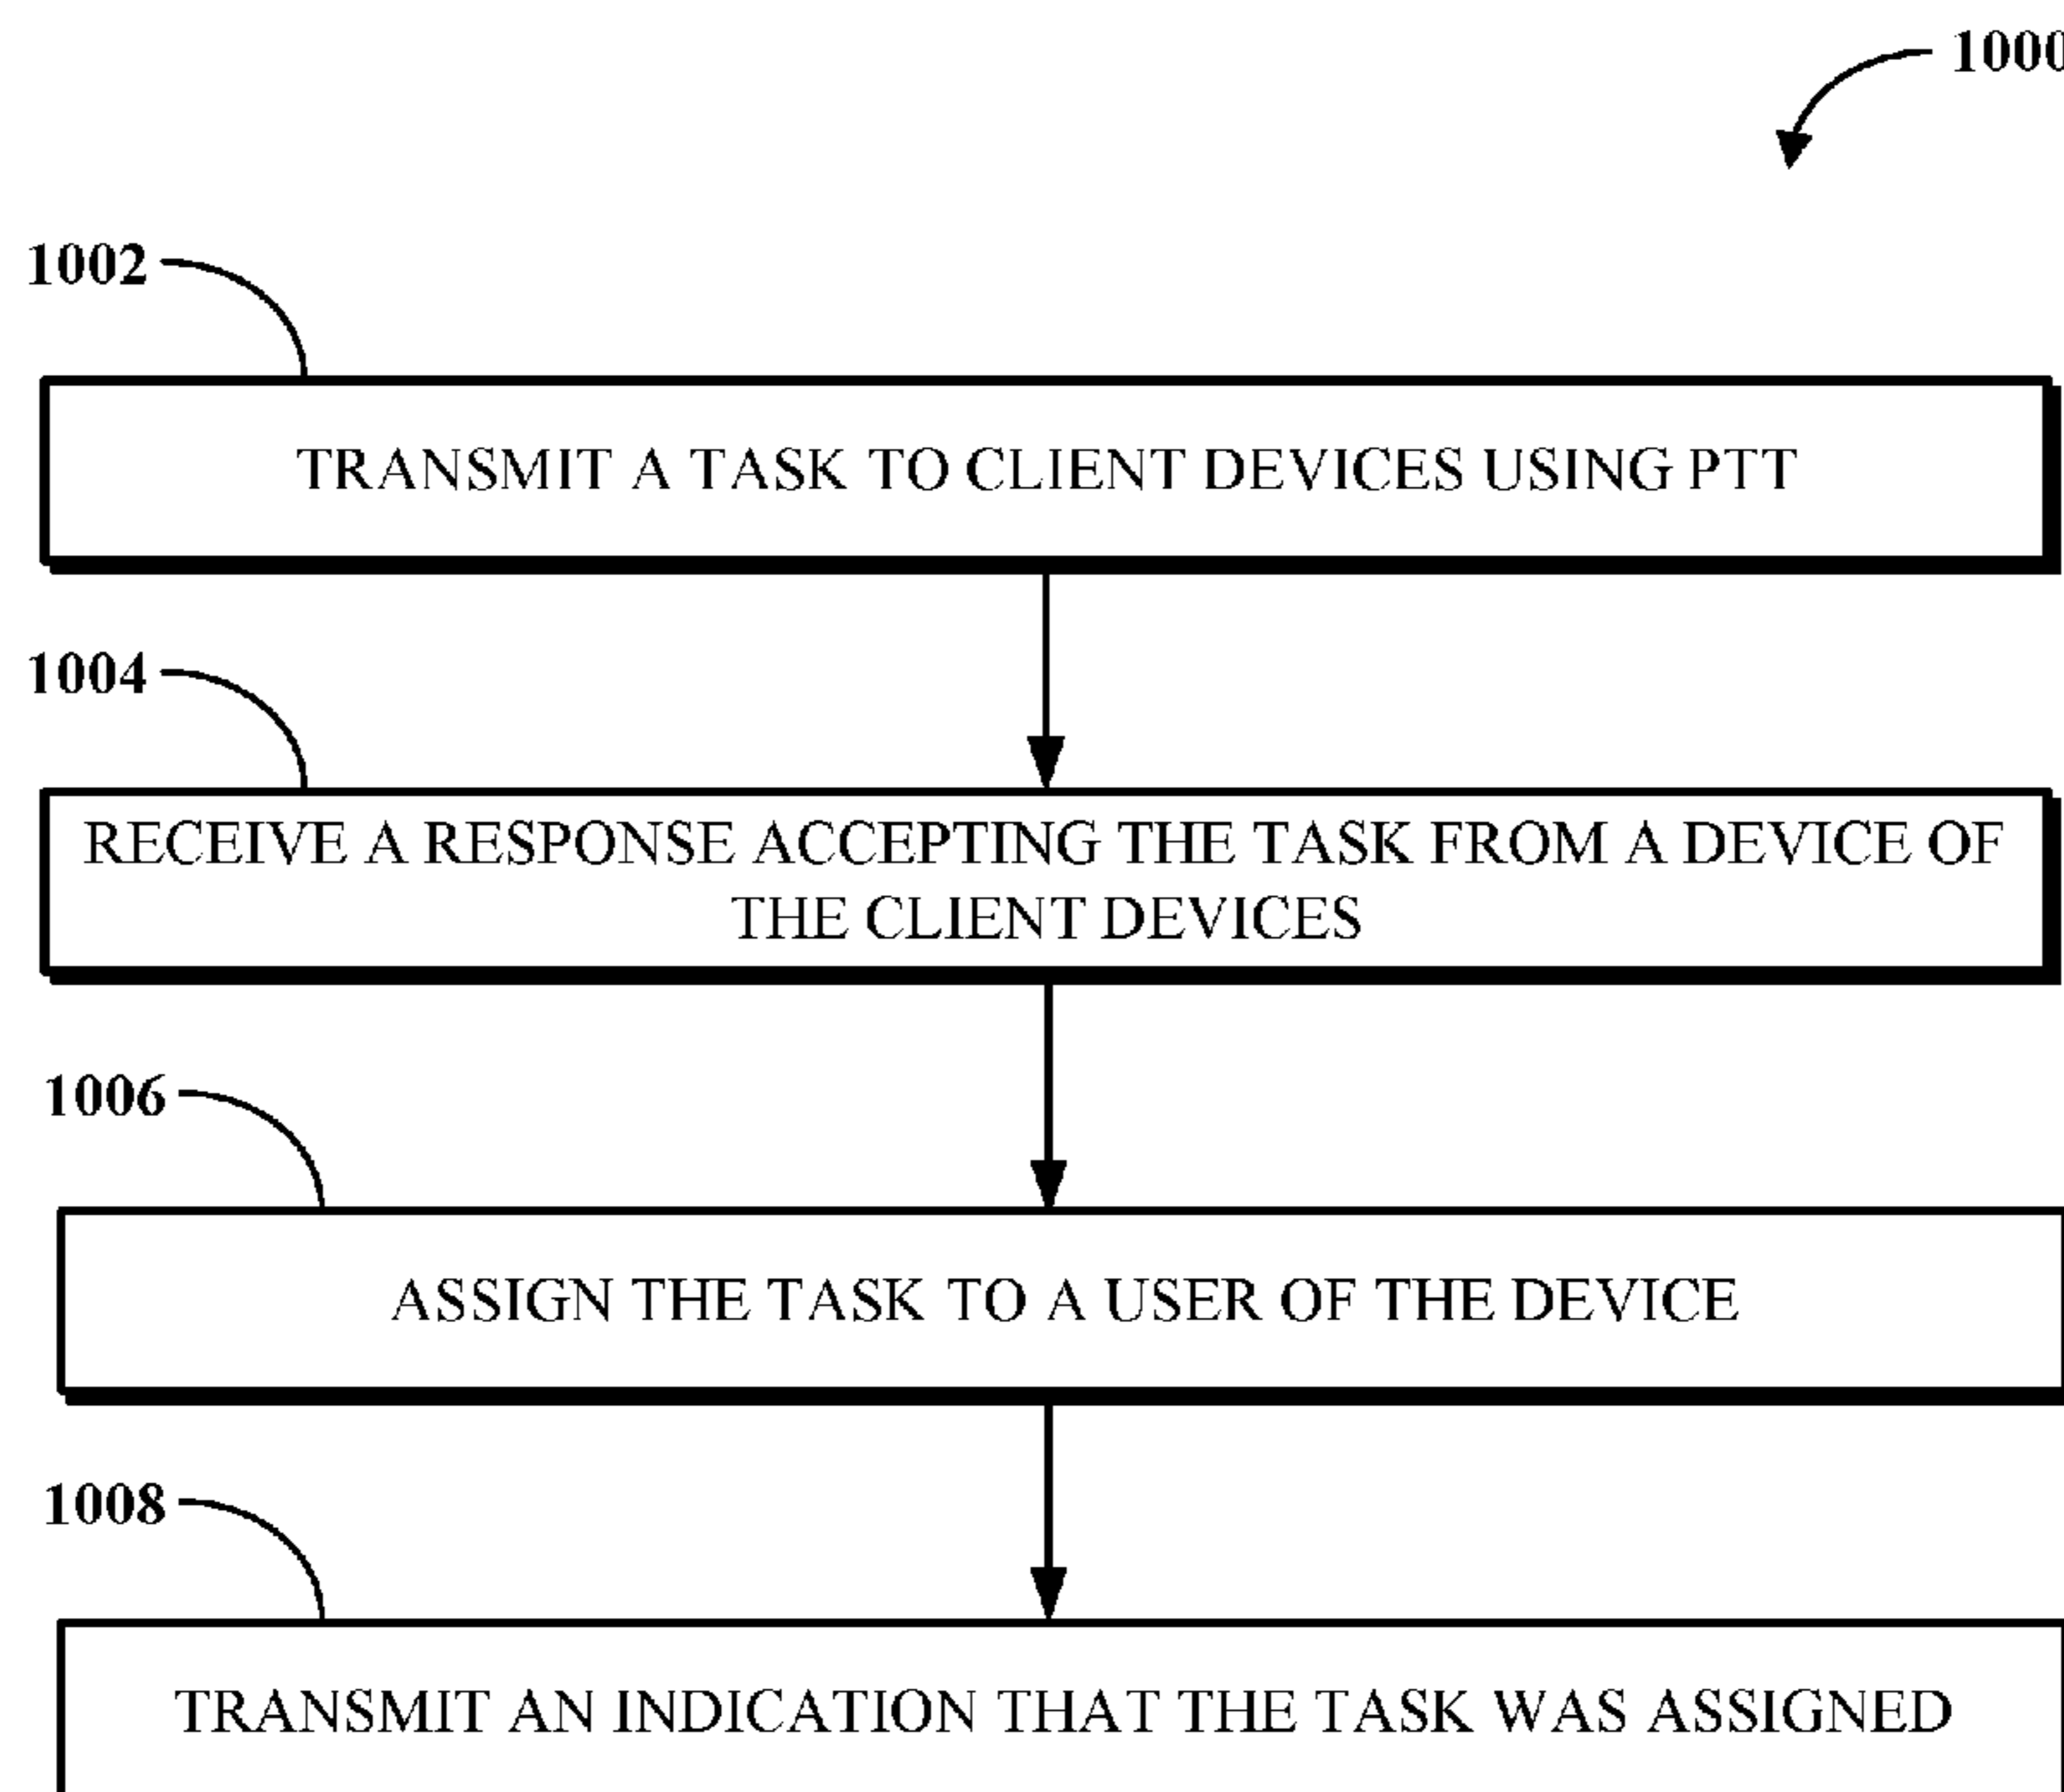 1000
1002
TRANSMIT A TASK TO CLIENT DEVICES USING PTT
1004
RECEIVE A RESPONSE ACCEPTING THE TASK FROM A DEVICE OF
THE CLIENT DEVICES
1006
ASSIGN THE TASK TO A USER OF THE DEVICE
1008
TRANSMIT AN INDICATION THAT THE TASK WAS ASSIGNED